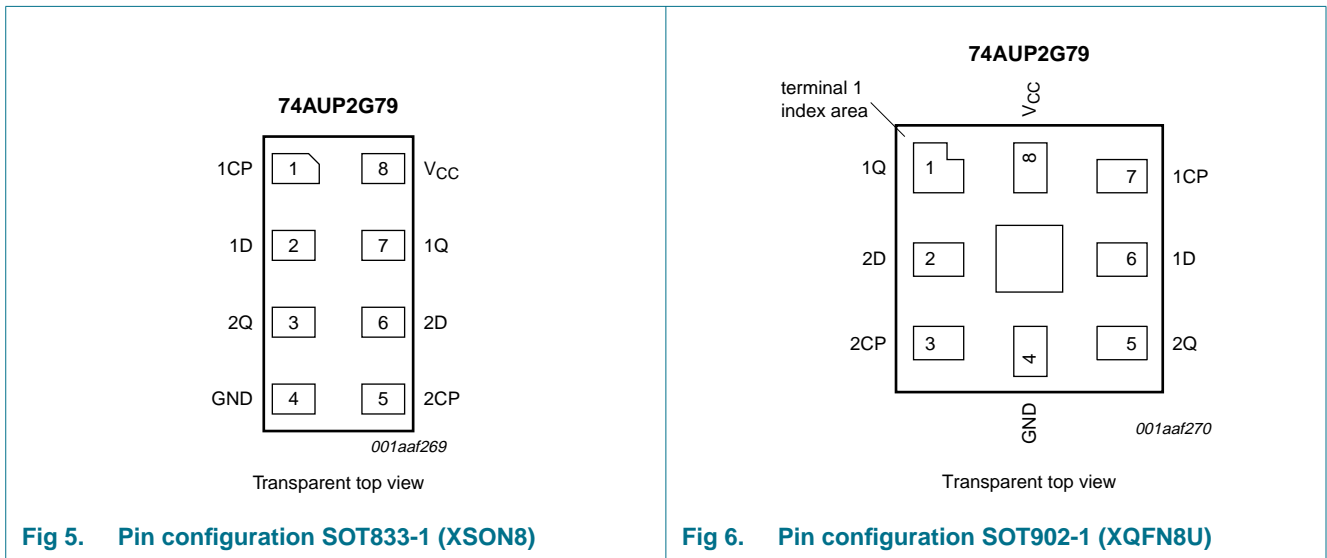 74AUP2G79
1CP 1 8 VCC
1D 2 7 1Q
2Q 3 6 2D
GND 4 5 2CP
001aaf269
Transparent top view
Fig 5. Pin configuration SOT833-1 (XSON8)
74AUP2G79
terminal 1
index area
VCC
1Q 1 8 7 1CP
2D 2 6 1D
2CP 3 4 5 2Q
GND
001aaf270
Transparent top view
Fig 6. Pin configuration SOT902-1 (XQFN8U)